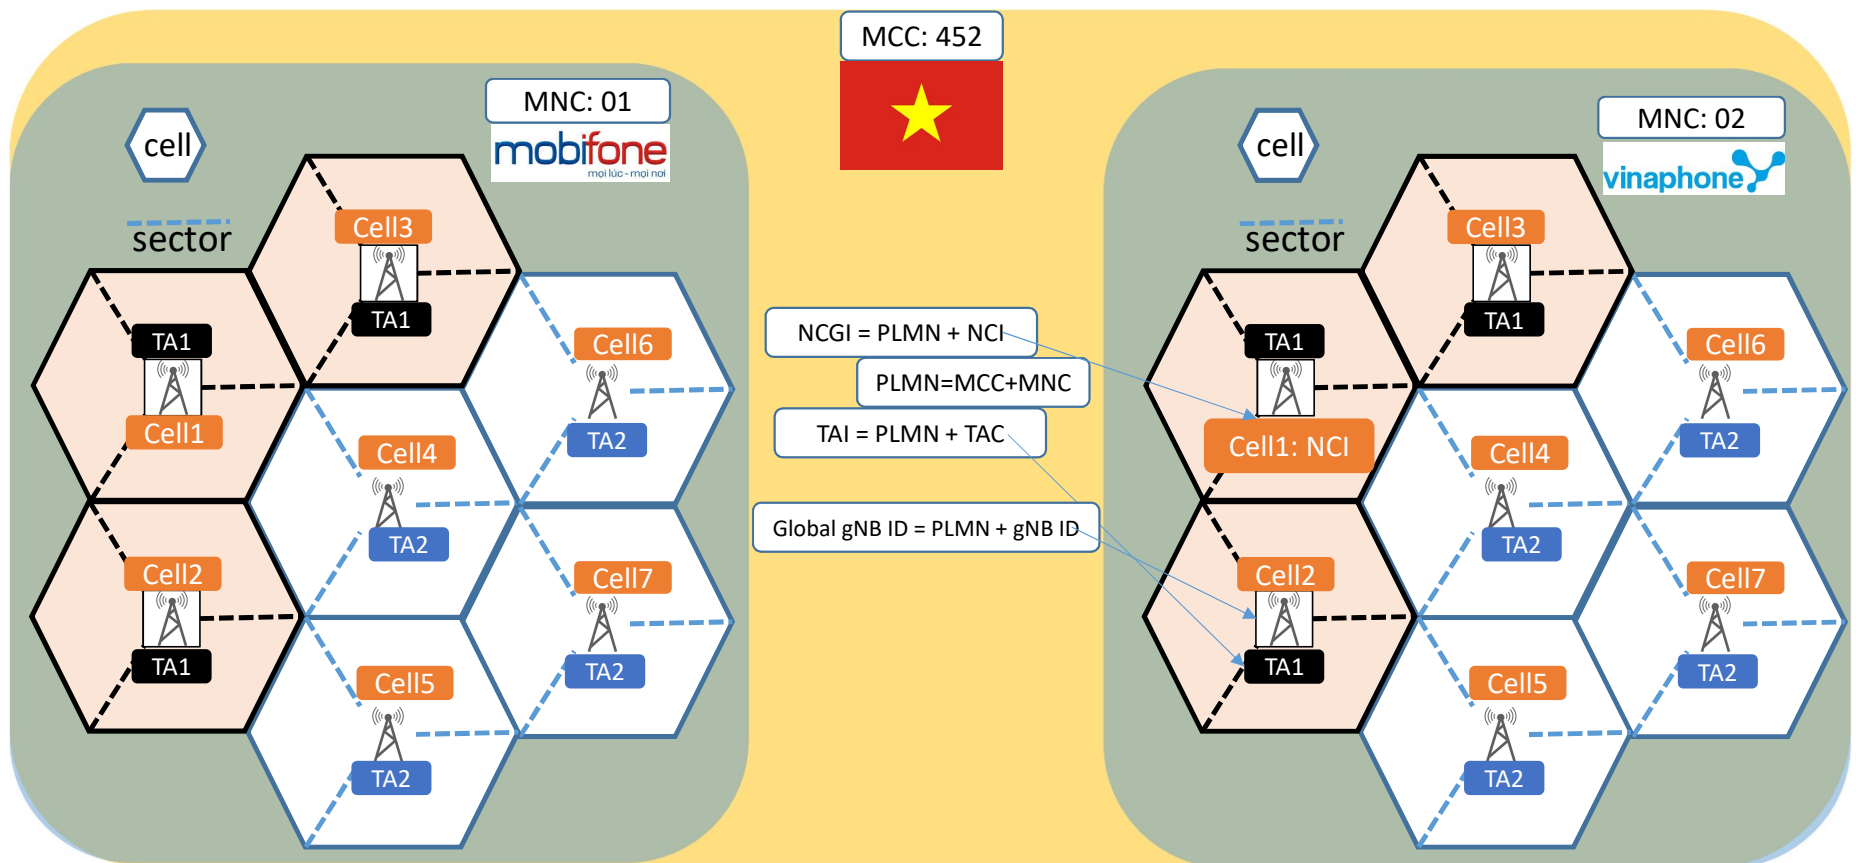 MCC: 452
MNC: 01
mobifone
mọi lúc - mọi nơi
cell
sector
Cell3
TA1
TA1
Cell1
Cell6
TA2
Cell4
TA2
Cell2
TA1
Cell7
TA2
Cell5
TA2
NCGI = PLMN + NCI
PLMN=MCC+MNC
TAI = PLMN + TAC
Global gNB ID = PLMN + gNB ID
MNC: 02
vinaphone
cell
sector
Cell3
TA1
TA1
Cell1: NCI
Cell6
TA2
Cell4
TA2
Cell2
TA1
Cell7
TA2
Cell5
TA2